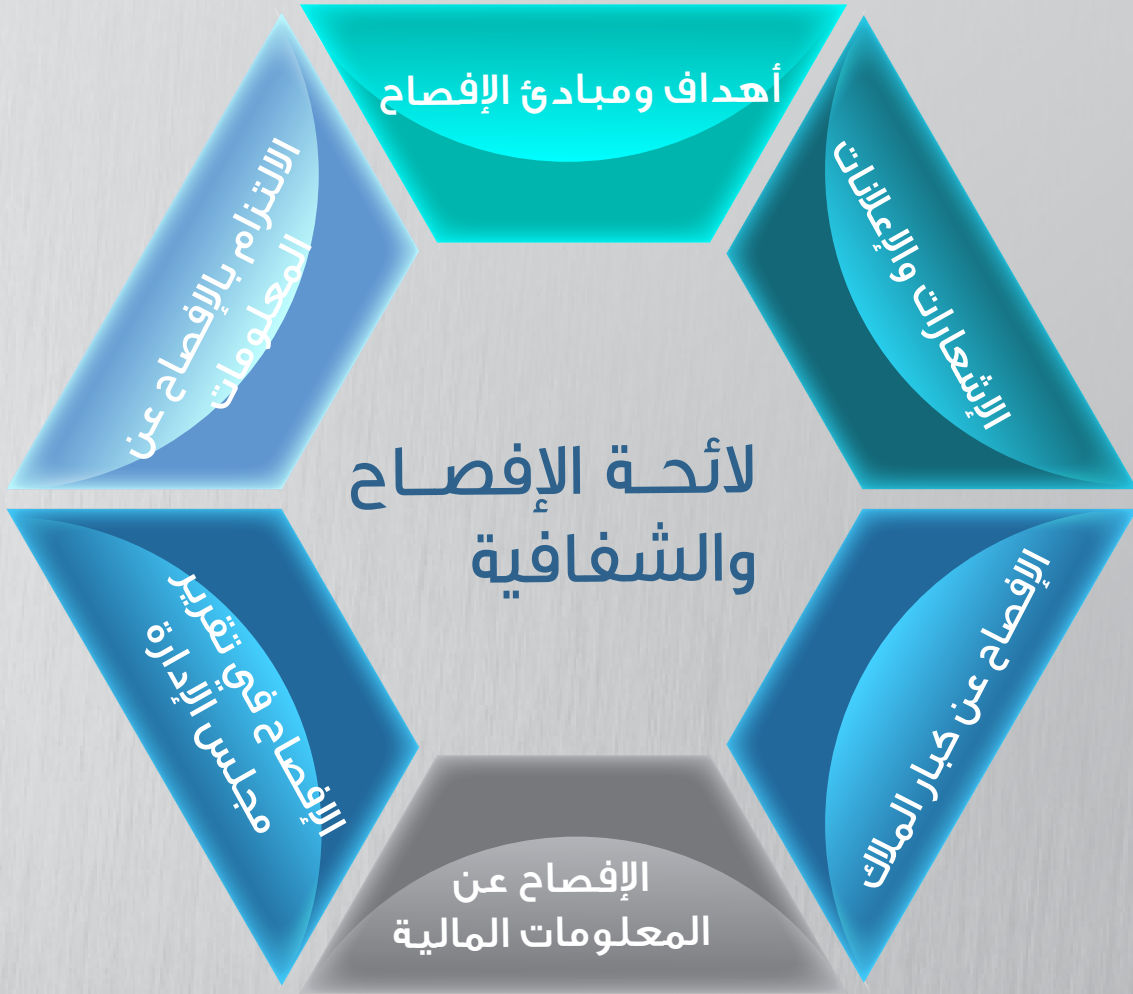 أهداف ومبادئ الإفصاح
الإشعارات والإعلانات
الإفصاح عن كبار الملاك
الإفصاح عن
المعلومات المالية
الإفصاح في تقرير
مجلس الإدارة
الالتزام بالإفصاح عن
المعلومات
لائحة الإفصاح
والشفافية